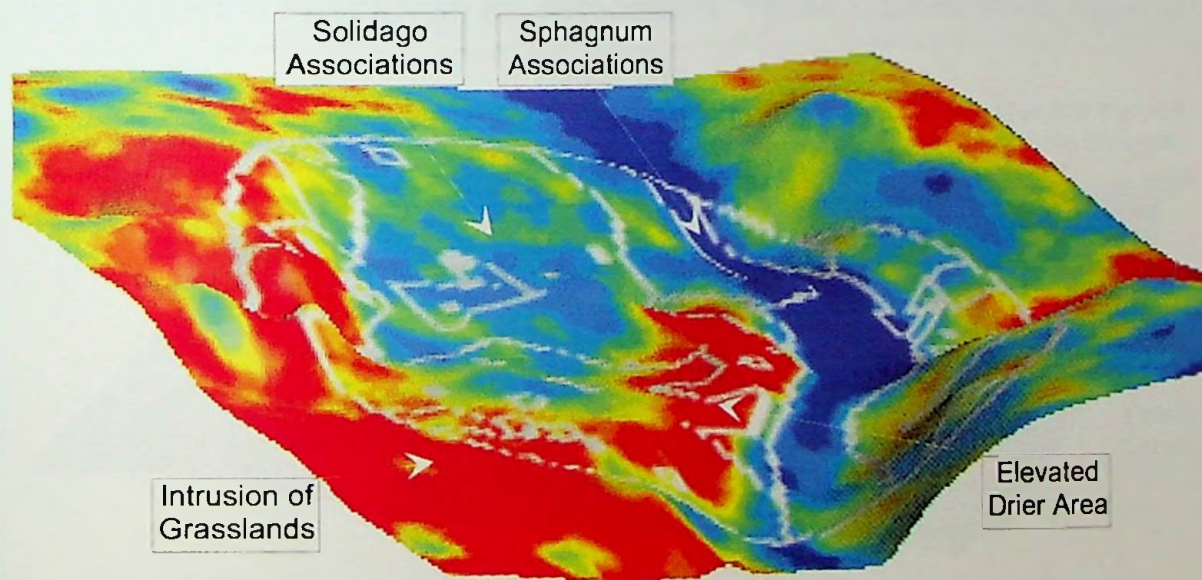 Solidago
Associations
Sphagnum
Associations
Intrusion of
Grasslands
Elevated
Drier Area